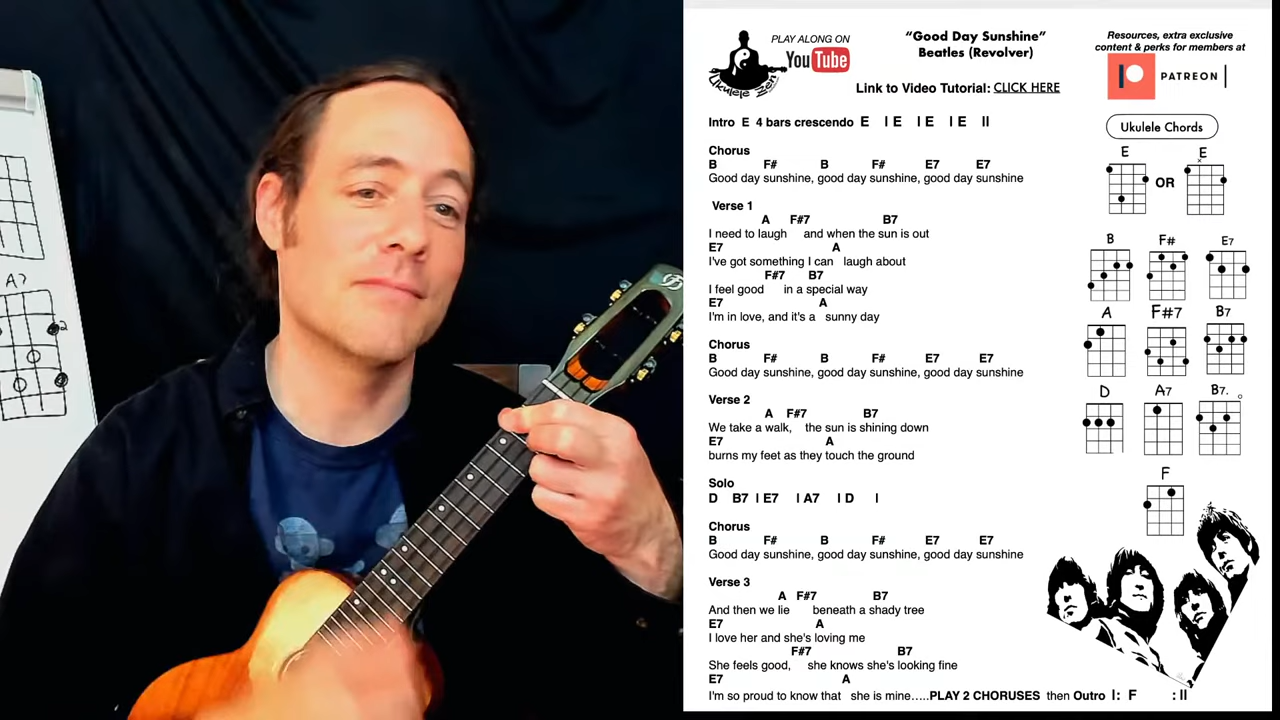 A7
PLAY ALONG ON
YouTube
Ukulele Zen
"Good Day Sunshine"
Beatles (Revolver)
Link to Video Tutorial: CLICK HERE
Resources, extra exclusive
content & perks for members at
PATREON
Intro E 4 bars crescendo E I E I E I E II
Chorus
B F# B F# E7 E7
Good day sunshine, good day sunshine, good day sunshine
Verse 1
A F#7 B7
I need to laugh and when the sun is out
E7 A
I've got something I can laugh about
F#7 B7
I feel good in a special way
E7 A
I'm in love, and it's a sunny day
Chorus
B F# B F# E7 E7
Good day sunshine, good day sunshine, good day sunshine
Verse 2
A F#7 B7
We take a walk, the sun is shining down
E7 A
burns my feet as they touch the ground
Solo
D B7 I E7 I A7 I D I
Chorus
B F# B F# E7 E7
Good day sunshine, good day sunshine, good day sunshine
Verse 3
A F#7 B7
And then we lie beneath a shady tree
E7 A
I love her and she's loving me
F#7 B7
She feels good, she knows she's looking fine
E7 A
I'm so proud to know that she is mine.....PLAY 2 CHORUSES then Outro I: F : II
Ukulele Chords
E OR E
x
B F# E7
A F#7 B7
D A7 B7.
F